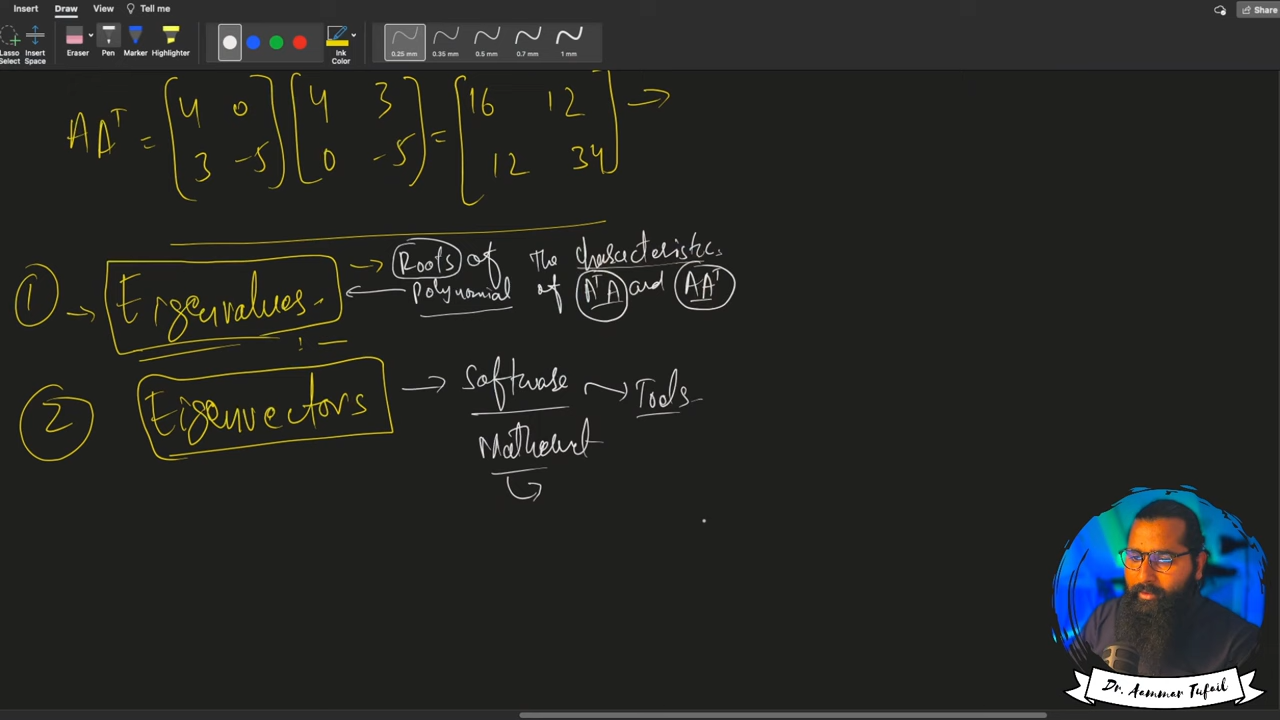 Insert Draw View Tell me
Share
Lasso Select
Insert Space
Eraser
Pen
Marker
Highlighter
Ink Color
0.25 mm 0.35 mm 0.5 mm 0.7 mm 1 mm
AAᵀ = [4 0 [4 3 = [16 12 →
3 -5] 0 -5] 12 34]
① → Eigenvalues. → Roots of the characteristic
← Polynomial of AᵀA and AAᵀ
② Eigenvectors → Software → Tools
Mathemt
Dr. Aammar Tufail